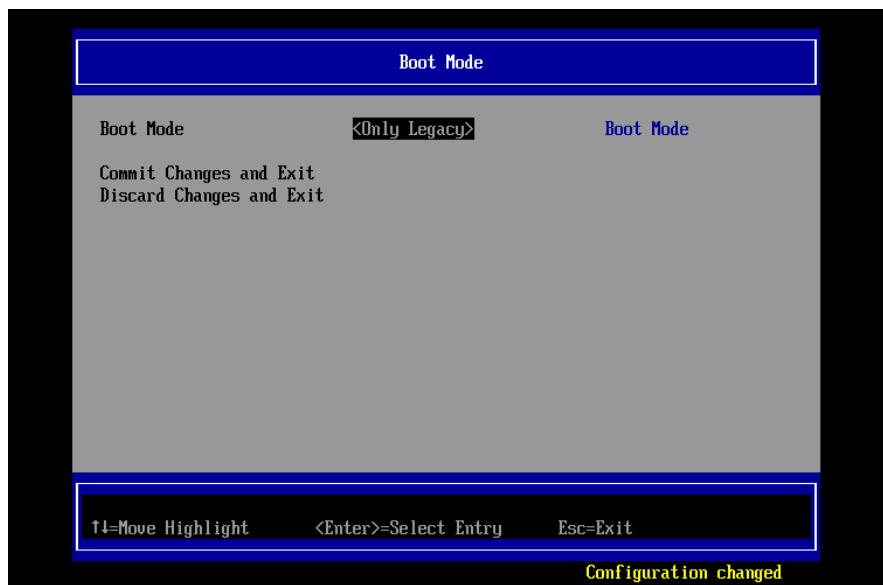 Boot Mode
Boot Mode <Only Legacy> Boot Mode
Commit Changes and Exit
Discard Changes and Exit
↑↓=Move Highlight <Enter>=Select Entry Esc=Exit
Configuration changed